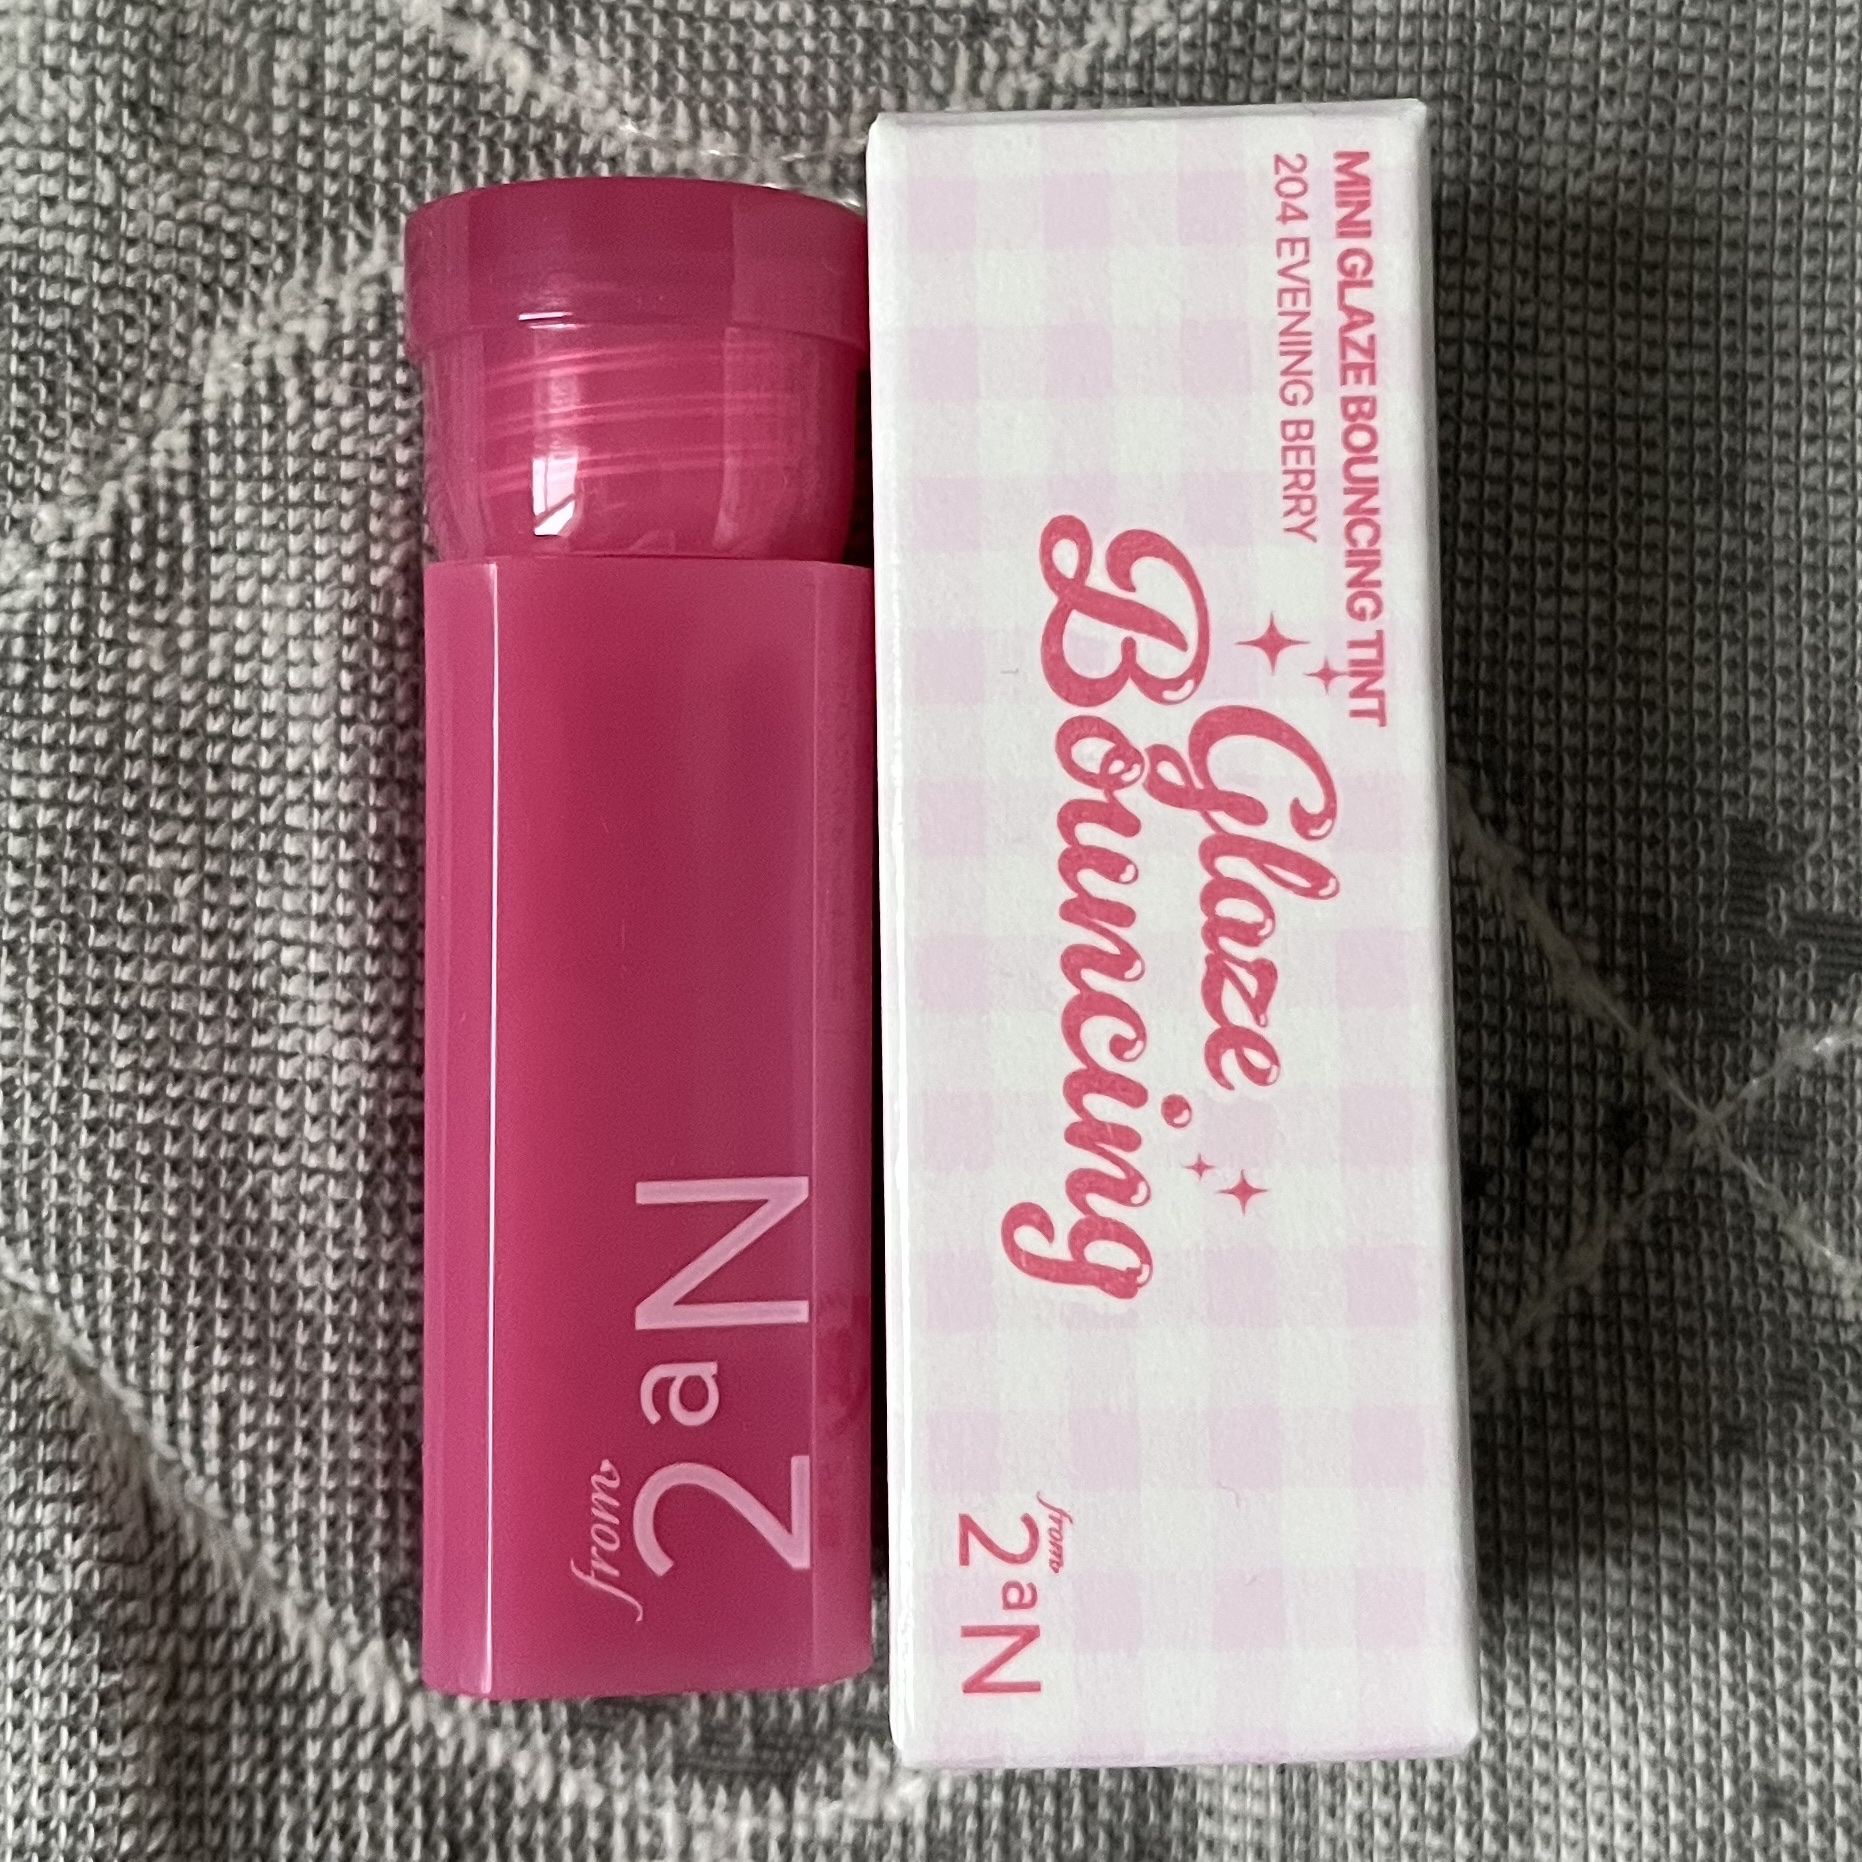 from
2aN
MINI GLAZE BOUNCING TINT
204 EVENING BERRY
Glaze
Bouncing
from
2aN